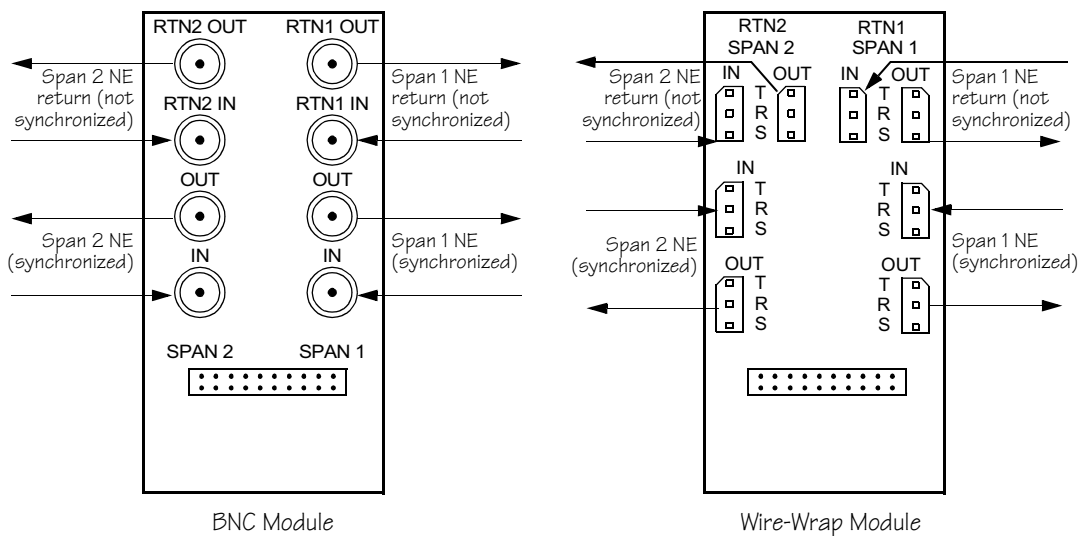 RTN2 OUT
RTN1 OUT
Span 2 NE
return (not
synchronized)
Span 1 NE
return (not
synchronized)
RTN2 IN
RTN1 IN
OUT
OUT
Span 2 NE
(synchronized)
Span 1 NE
(synchronized)
IN
IN
SPAN 2
SPAN 1
BNC Module
RTN2
SPAN 2
RTN1
SPAN 1
IN
OUT
IN
OUT
Span 2 NE
return (not
synchronized)
T
R
S
T
R
S
Span 1 NE
return (not
synchronized)
IN
IN
T
R
S
T
R
S
Span 2 NE
(synchronized)
Span 1 NE
(synchronized)
OUT
OUT
T
R
S
T
R
S
Wire-Wrap Module